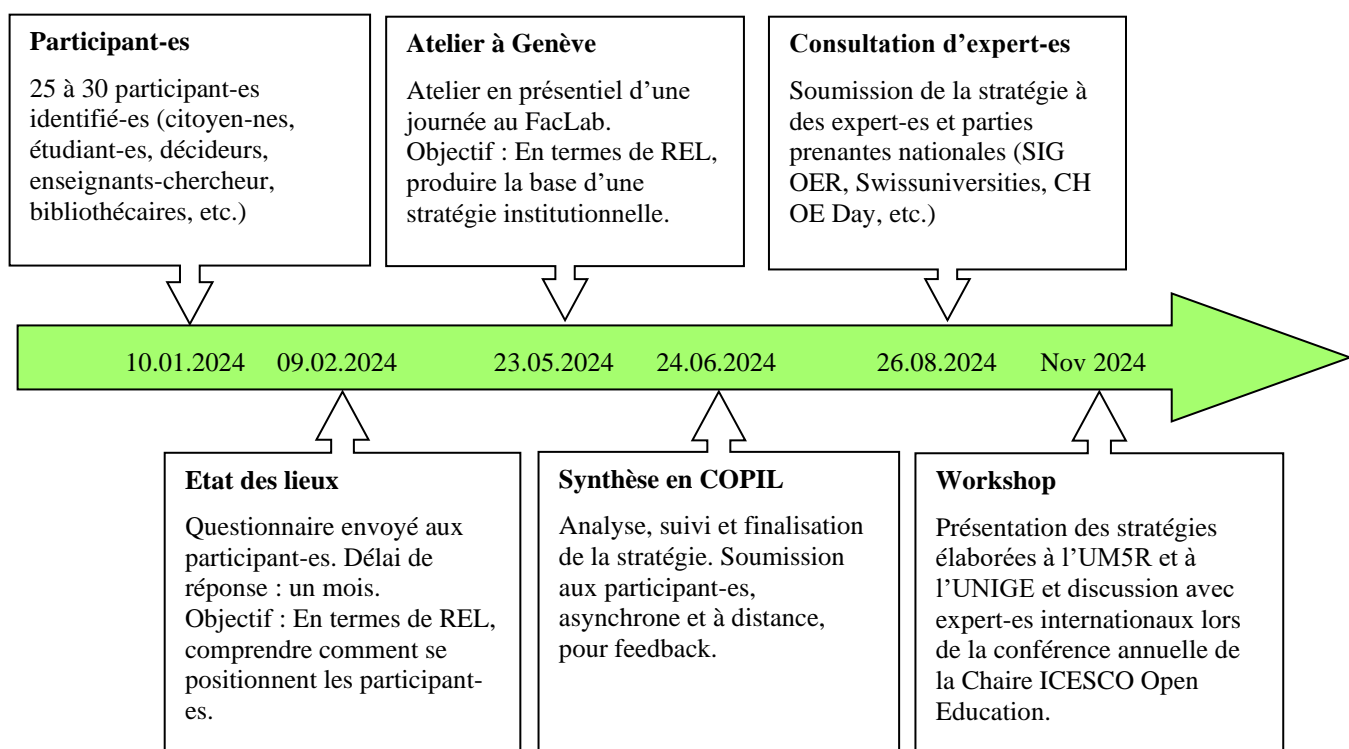 Participant-es
25 à 30 participant-es
identifié-es (citoyen-nes,
étudiant-es, décideurs,
enseignants-chercheur,
bibliothécaires, etc.)
Atelier à Genève
Atelier en présentiel d’une
journée au FacLab.
Objectif : En termes de REL,
produire la base d’une
stratégie institutionnelle.
Consultation d’expert-es
Soumission de la stratégie à
des expert-es et parties
prenantes nationales (SIG
OER, Swissuniversities, CH
OE Day, etc.)
10.01.2024 09.02.2024 23.05.2024 24.06.2024 26.08.2024 Nov 2024
Etat des lieux
Questionnaire envoyé aux
participant-es. Délai de
réponse : un mois.
Objectif : En termes de REL,
comprendre comment se
positionnent les participant-
es.
Synthèse en COPIL
Analyse, suivi et finalisation
de la stratégie. Soumission
aux participant-es,
asynchrone et à distance,
pour feedback.
Workshop
Présentation des stratégies
élaborées à l’UM5R et à
l’UNIGE et discussion avec
expert-es internationaux lors
de la conférence annuelle de
la Chaire ICESCO Open
Education.